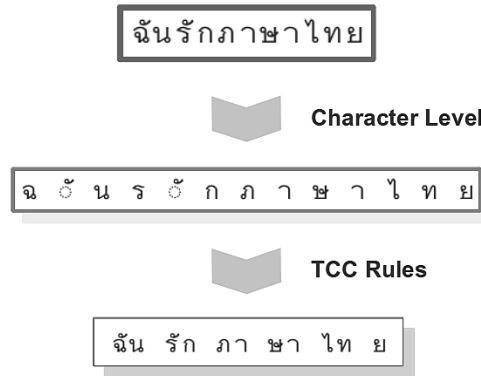 ฉันรักภาษาไทย
Character Level
ฉ ั น ร ั ก ภ า ษ า ไ ท ย
TCC Rules
ฉัน รัก ภา ษา ไท ย